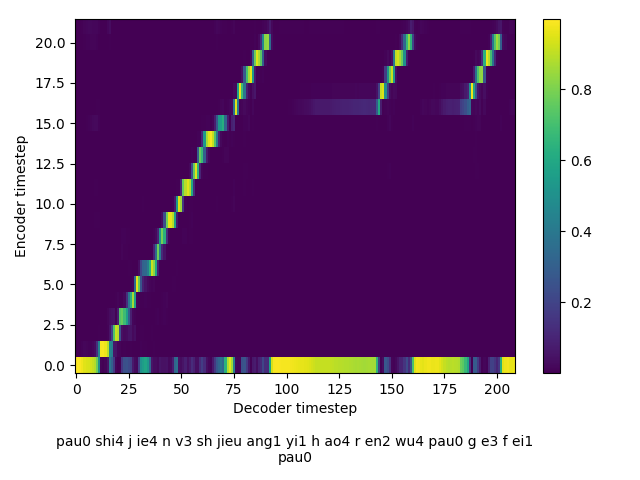 20.0
17.5
15.0
12.5
10.0
7.5
5.0
2.5
0.0
Encoder timestep
0 25 50 75 100 125 150 175 200
Decoder timestep
0.8
0.6
0.4
0.2
pau0 shi4 j ie4 n v3 sh jieu ang1 yi1 h ao4 r en2 wu4 pau0 g e3 f ei1
pau0